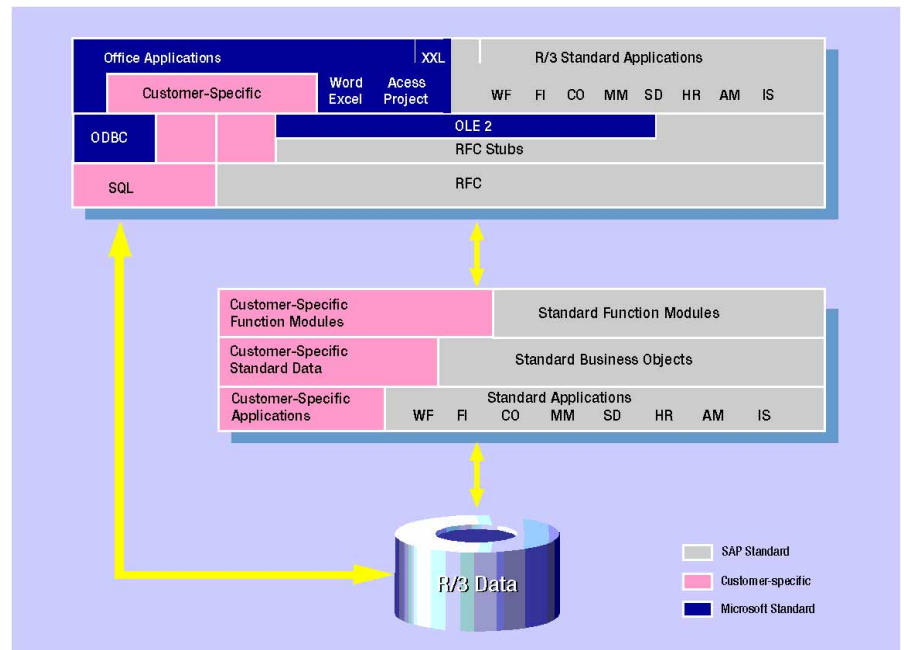 Office Applications
XXL
R/3 Standard Applications
Customer-Specific
Word
Excel
Acess
Project
WF FI CO MM SD HR AM IS
ODBC
OLE 2
RFC Stubs
SQL
RFC
Customer-Specific
Function Modules
Standard Function Modules
Customer-Specific
Standard Data
Standard Business Objects
Customer-Specific
Applications
Standard Applications
WF FI CO MM SD HR AM IS
R/3 Data
SAP Standard
Customer-specific
Microsoft Standard